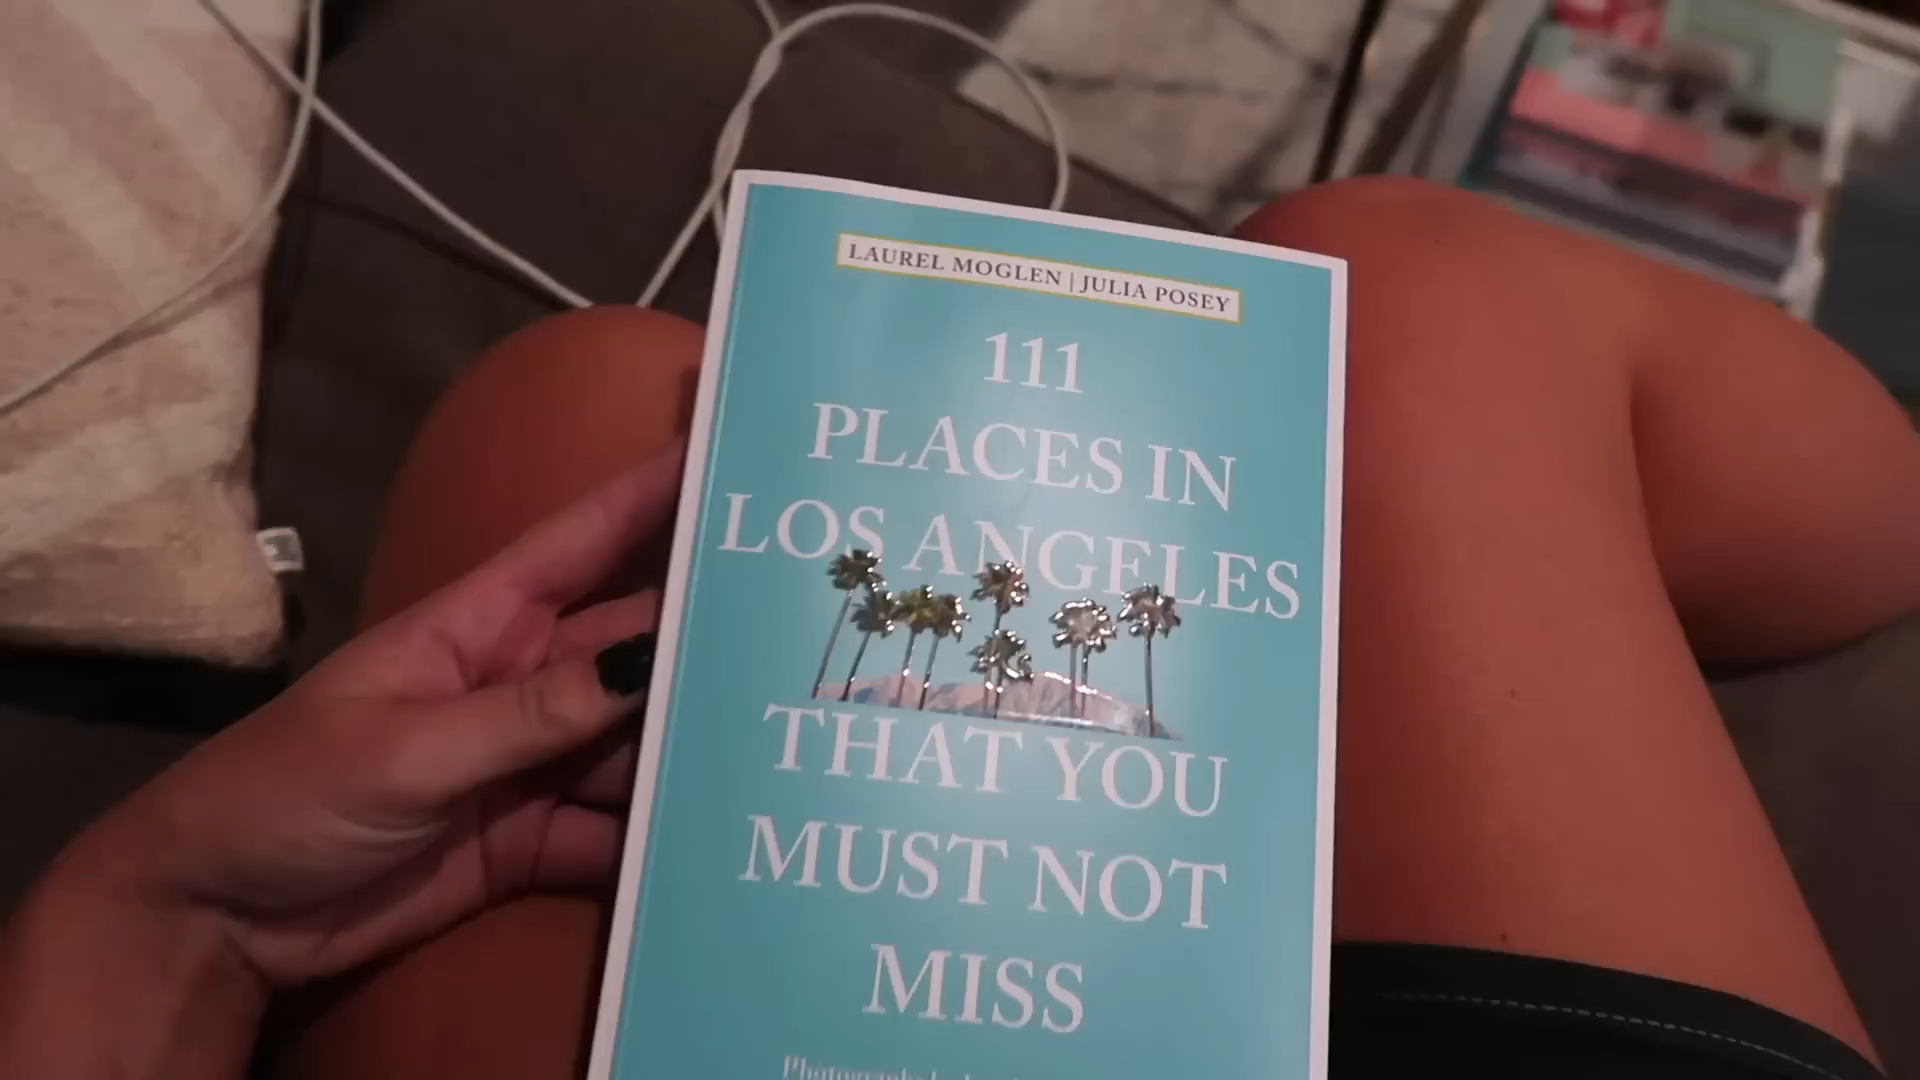 LAUREL MOGLEN | JULIA POSEY
111
PLACES IN
LOS ANGELES
THAT YOU
MUST NOT
MISS